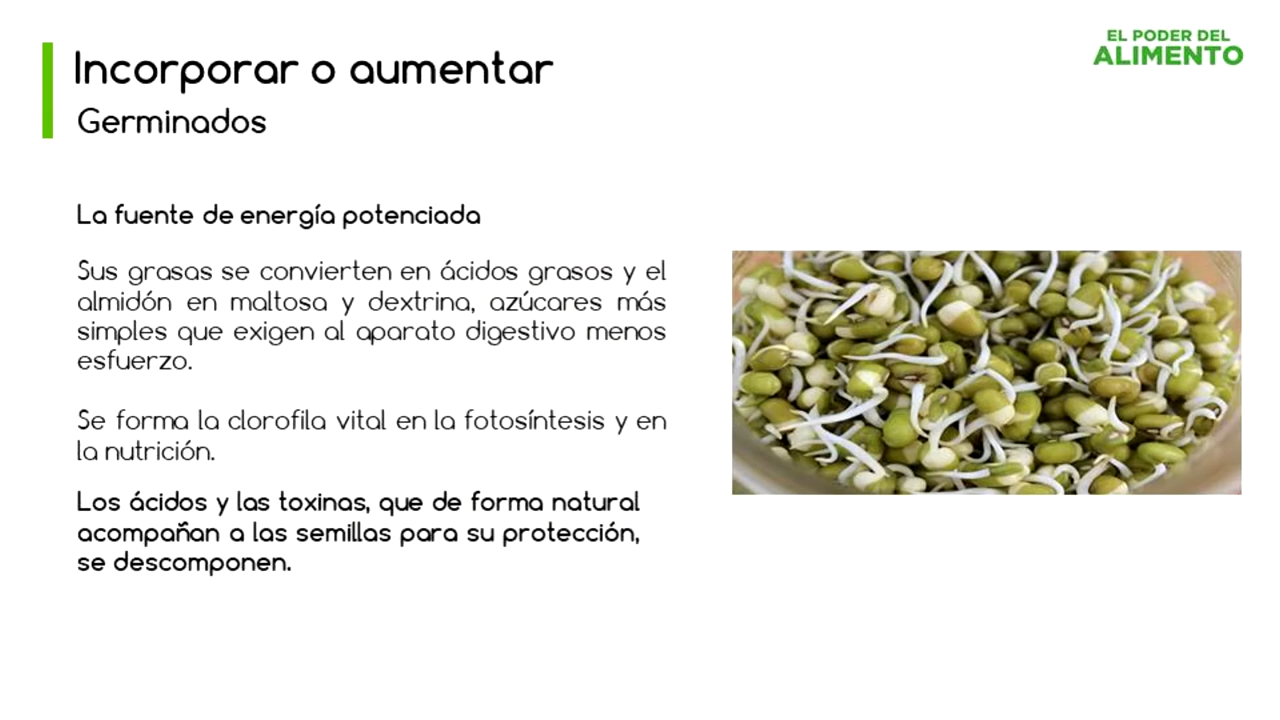 Incorporar o aumentar
Germinados
EL PODER DEL
ALIMENTO
La fuente de energía potenciada
Sus grasas se convierten en ácidos grasos y el
almidón en maltosa y dextrina, azúcares más
simples que exigen al aparato digestivo menos
esfuerzo.
Se forma la clorofila vital en la fotosíntesis y en
la nutrición.
Los ácidos y las toxinas, que de forma natural
acompañan a las semillas para su protección,
se descomponen.